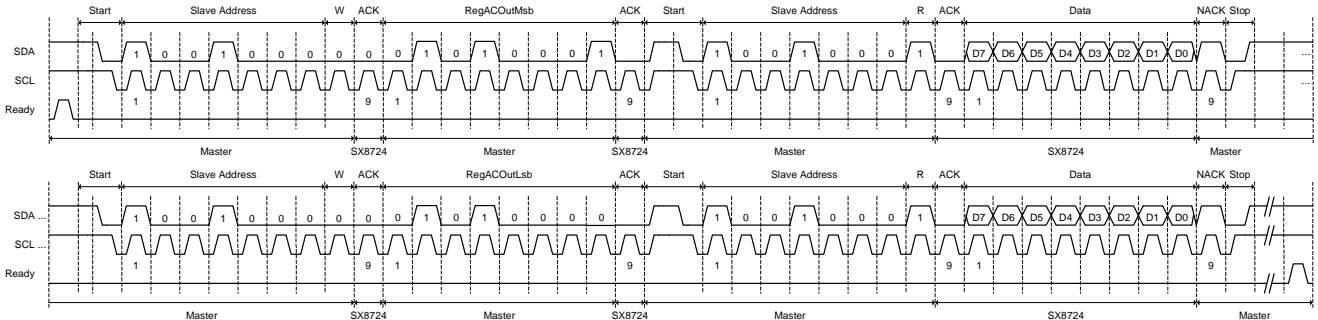 Start Slave Address W ACK RegACOutMsb ACK Start Slave Address R ACK Data NACK Stop
SDA 1 0 0 1 0 0 0 0 0 0 1 0 1 0 0 0 1 1 0 0 1 0 0 0 1 D7 D6 D5 D4 D3 D2 D1 D0 ...
SCL ...
1 9 1 9 1 9 1 9
Ready
Master SX8724 Master SX8724 Master SX8724 Master
Start Slave Address W ACK RegACOutLsb ACK Start Slave Address R ACK Data NACK Stop
SDA ... 1 0 0 1 0 0 0 0 0 0 1 0 1 0 0 0 0 1 0 0 1 0 0 0 1 D7 D6 D5 D4 D3 D2 D1 D0
SCL ...
1 9 1 9 1 9 1 9
Ready
Master SX8724 Master SX8724 Master SX8724 Master